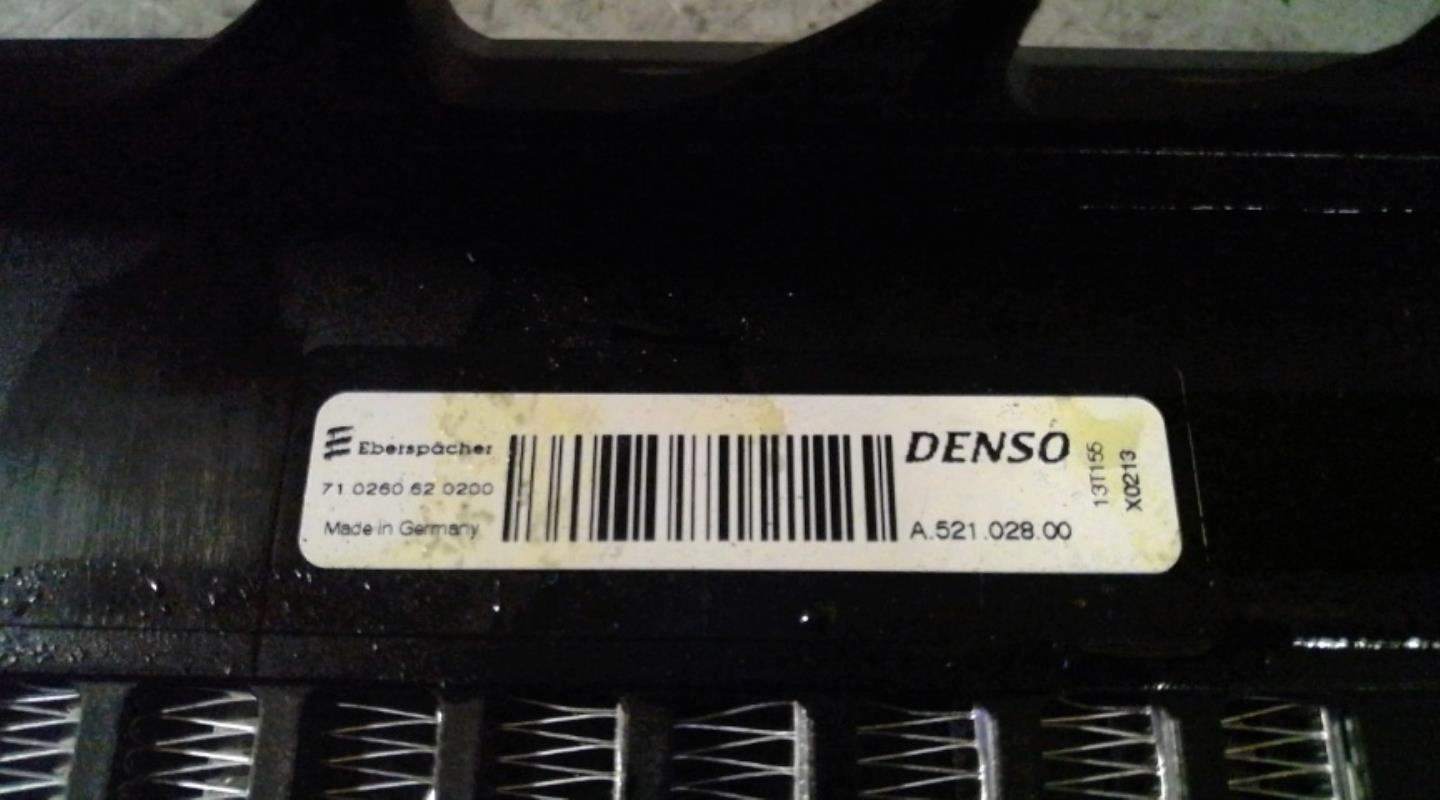 Eberspächer
71 0260 62 0200
Made in Germany
DENSO
A.521.028.00
13T155
X0213